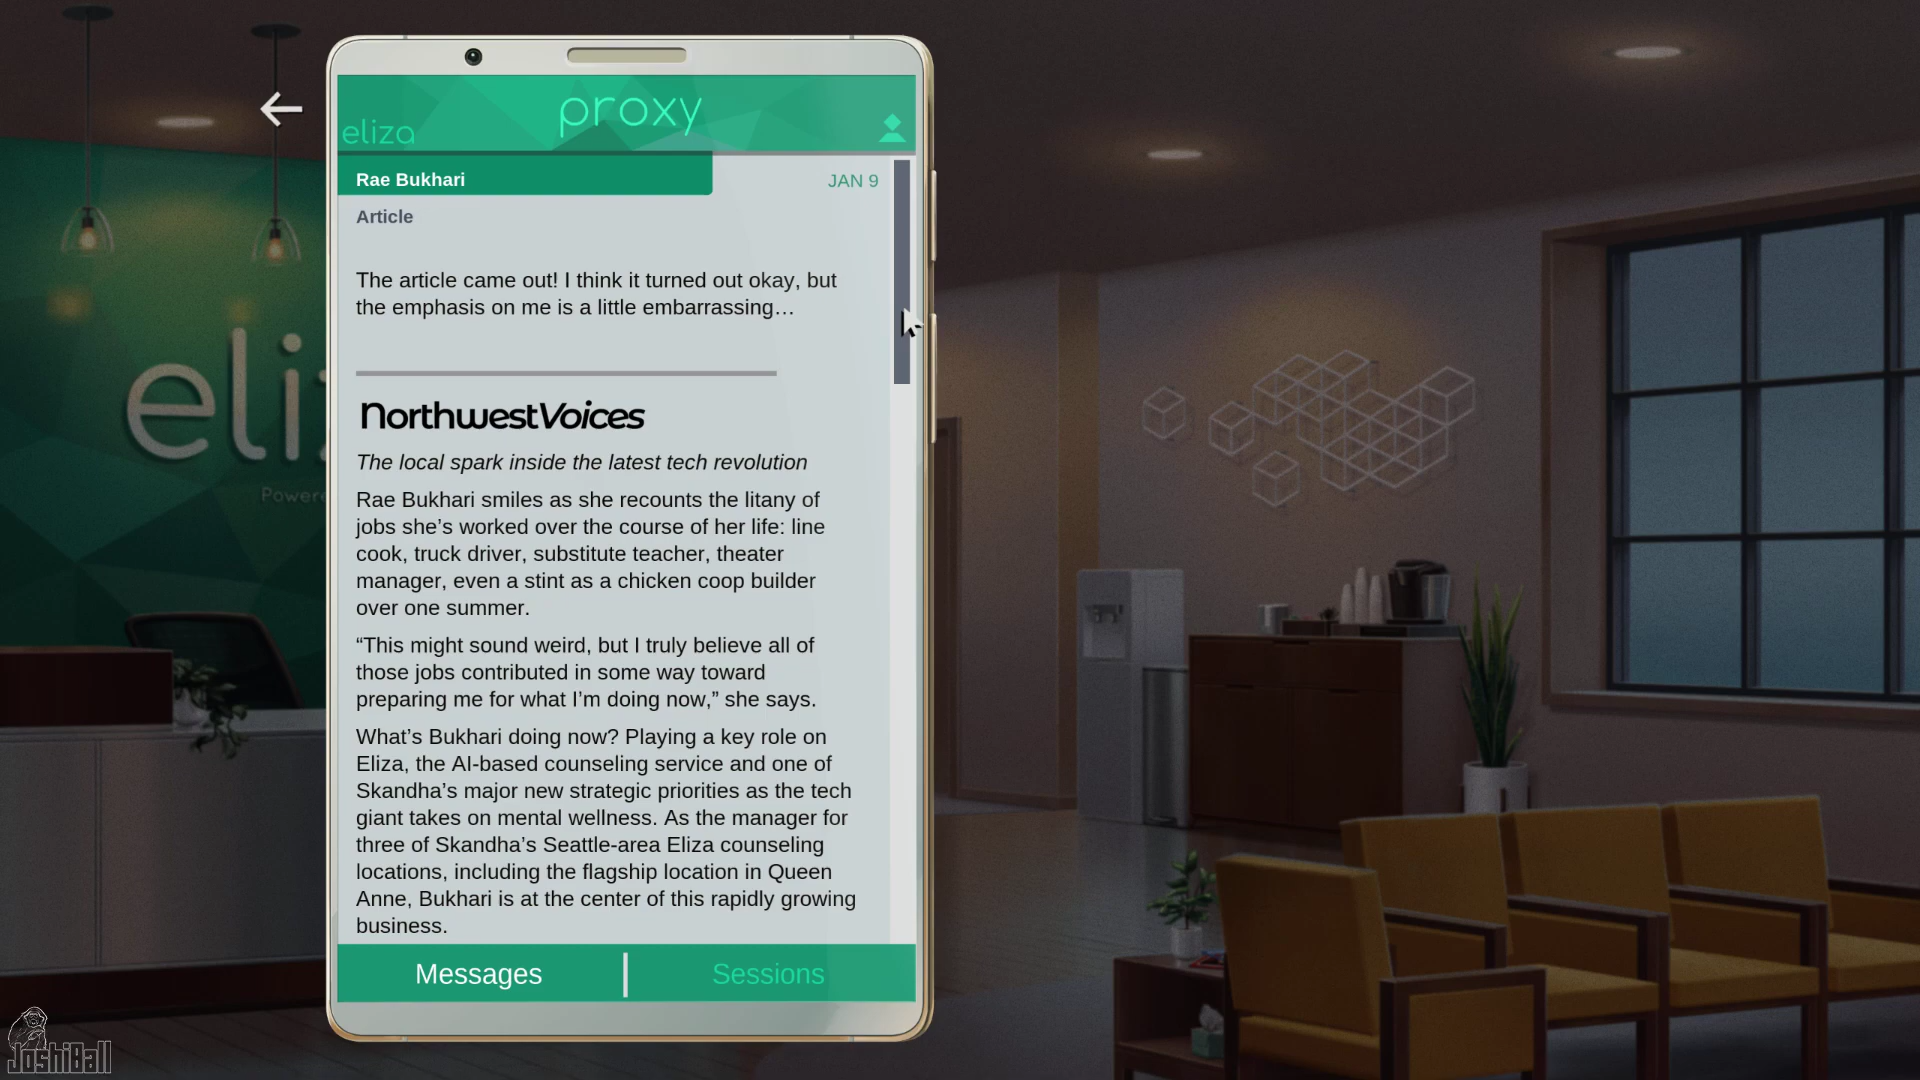 eliza
Powere
proxy
eliza
Rae Bukhari
JAN 9
Article
The article came out! I think it turned out okay, but
the emphasis on me is a little embarrassing…
NorthwestVoices
The local spark inside the latest tech revolution
Rae Bukhari smiles as she recounts the litany of
jobs she’s worked over the course of her life: line
cook, truck driver, substitute teacher, theater
manager, even a stint as a chicken coop builder
over one summer.
“This might sound weird, but I truly believe all of
those jobs contributed in some way toward
preparing me for what I’m doing now,” she says.
What’s Bukhari doing now? Playing a key role on
Eliza, the AI-based counseling service and one of
Skandha’s major new strategic priorities as the tech
giant takes on mental wellness. As the manager for
three of Skandha’s Seattle-area Eliza counseling
locations, including the flagship location in Queen
Anne, Bukhari is at the center of this rapidly growing
business.
Messages
Sessions
JoshiBall